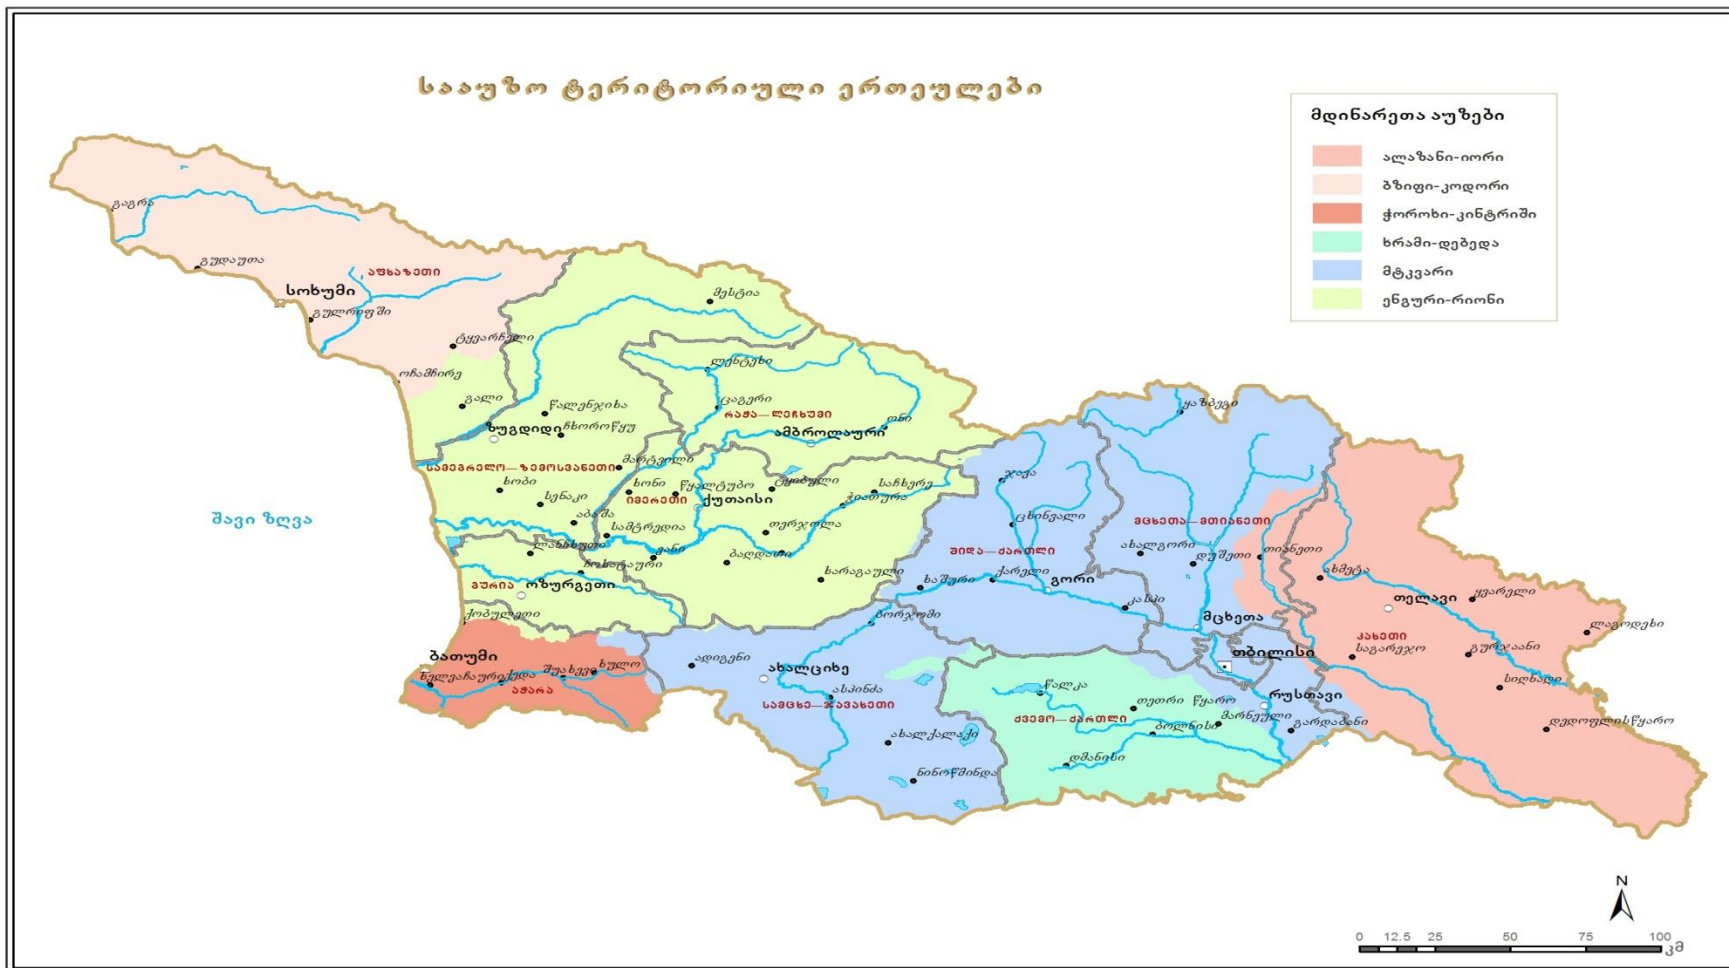 სააუზო ტერიტორიული ერთეულები
მდინარეთა აუზები
ალაზანი-იორი
ბზიფი-კოდორი
ჭოროხი-კინტრიში
ხრამი-დებედა
მტკვარი
ენგური-რიონი
გაგრა
გუდაუთა
აფხაზეთი
სოხუმი
გულრიფში
ტყვარჩელი
ოჩამჩირე
გალი
მესტია
ლენტეხი
ცაგერი
რაჭა—ლეჩხუმი
ონი
ამბროლაური
წალენჯიხა
ზუგდიდი
ჩხოროწყუ
სამეგრელო—ზემოსვანეთი
მარტვილი
ხობი
სენაკი
აბაშა
ხონი
წყალტუბო
იმერეთი
ქუთაისი
ტყიბული
საჩხერე
ჭიათურა
სამტრედია
თერჯოლა
ვანი
ბაღდათი
ხარაგაული
შავი ზღვა
ლანჩხუთი
ჩოხატაური
გურია
ოზურგეთი
ქობულეთი
ბათუმი
ხელვაჩაური
ქედა
შუახევი
ხულო
აჭარა
ყაზბეგი
ჯავა
ცხინვალი
მცხეთა—მთიანეთი
შიდა—ქართლი
ახალგორი
დუშეთი
თიანეთი
ხაშური
ქარელი
გორი
კასპი
მცხეთა
ბორჯომი
ადიგენი
ახალციხე
ასპინძა
სამცხე—ჯავახეთი
ახალქალაქი
ნინოწმინდა
თბილისი
რუსთავი
წალკა
თეთრი წყარო
ქვემო—ქართლი
მარნეული
ბოლნისი
გარდაბანი
დმანისი
ახმეტა
თელავი
ყვარელი
ლაგოდეხი
კახეთი
საგარეჯო
გურჯაანი
სიღნაღი
დედოფლისწყარო
N
0 12.5 25 50 75 100
კმ